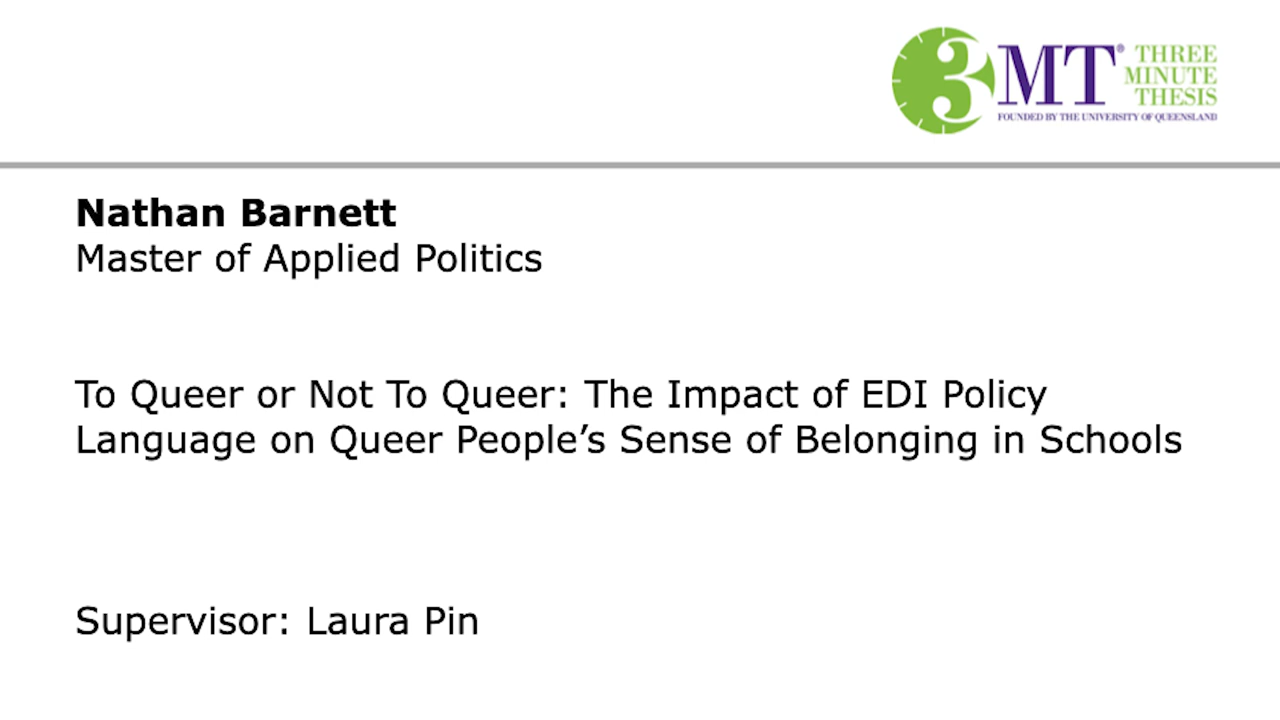 3MT® THREE
MINUTE
THESIS
FOUNDED BY THE UNIVERSITY OF QUEENSLAND
Nathan Barnett
Master of Applied Politics
To Queer or Not To Queer: The Impact of EDI Policy
Language on Queer People’s Sense of Belonging in Schools
Supervisor: Laura Pin